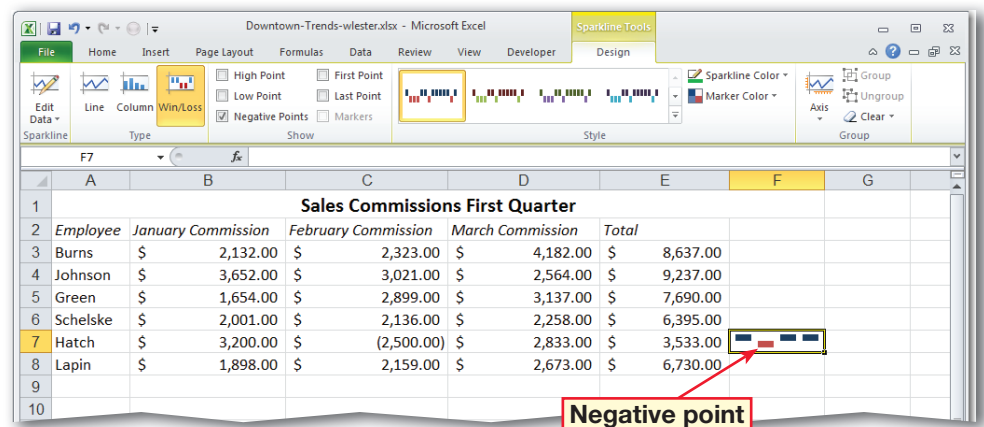 Downtown-Trends-wlester.xlsx - Microsoft Excel
Sparkline Tools
File Home Insert Page Layout Formulas Data Review View Developer Design
Edit Data
Sparkline
Line Column Win/Loss
Type
High Point First Point
Low Point Last Point
Negative Points Markers
Show
Style
Sparkline Color
Marker Color
Axis
Group
Ungroup
Clear
Group
F7 fx
A B C D E F G
1 Sales Commissions First Quarter
2 Employee January Commission February Commission March Commission Total
3 Burns $ 2,132.00 $ 2,323.00 $ 4,182.00 $ 8,637.00
4 Johnson $ 3,652.00 $ 3,021.00 $ 2,564.00 $ 9,237.00
5 Green $ 1,654.00 $ 2,899.00 $ 3,137.00 $ 7,690.00
6 Schelske $ 2,001.00 $ 2,136.00 $ 2,258.00 $ 6,395.00
7 Hatch $ 3,200.00 $ (2,500.00) $ 2,833.00 $ 3,533.00
8 Lapin $ 1,898.00 $ 2,159.00 $ 2,673.00 $ 6,730.00
9
10
Negative point